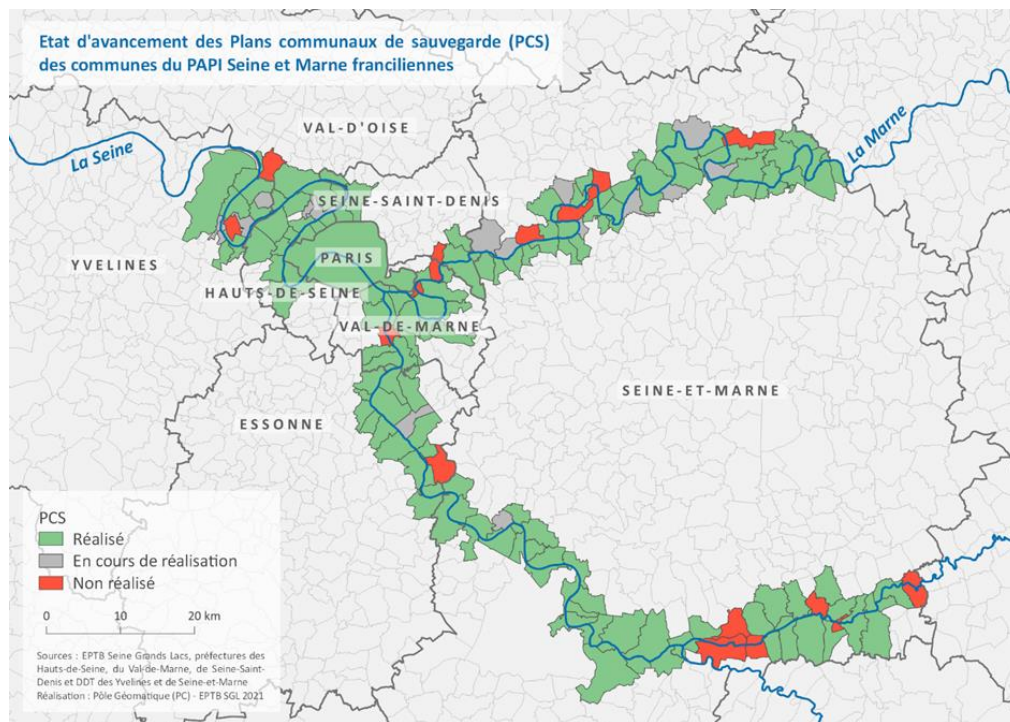 Etat d'avancement des Plans communaux de sauvegarde (PCS)
des communes du PAPI Seine et Marne franciliennes
VAL-D'OISE
La Seine
La Marne
SEINE-SAINT-DENIS
YVELINES
PARIS
HAUTS-DE-SEINE
VAL-DE-MARNE
SEINE-ET-MARNE
ESSONNE
PCS
Réalisé
En cours de réalisation
Non réalisé
0 10 20 km
Sources : EPTB Seine Grands Lacs, préfectures des
Hauts-de-Seine, du Val-de-Marne, de Seine-Saint-
Denis et DDT des Yvelines et de Seine-et-Marne
Réalisation : Pôle Géomatique (PC) - EPTB SGL 2021